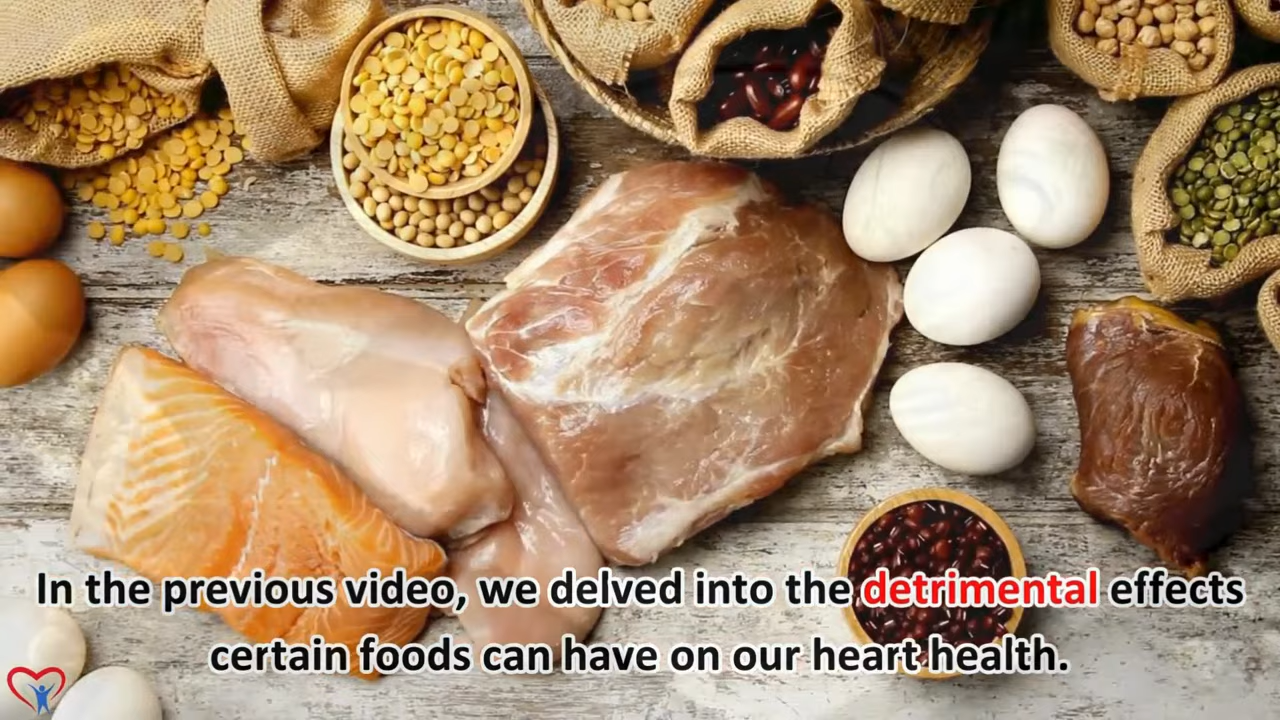 In the previous video, we delved into the detrimental effects
certain foods can have on our heart health.